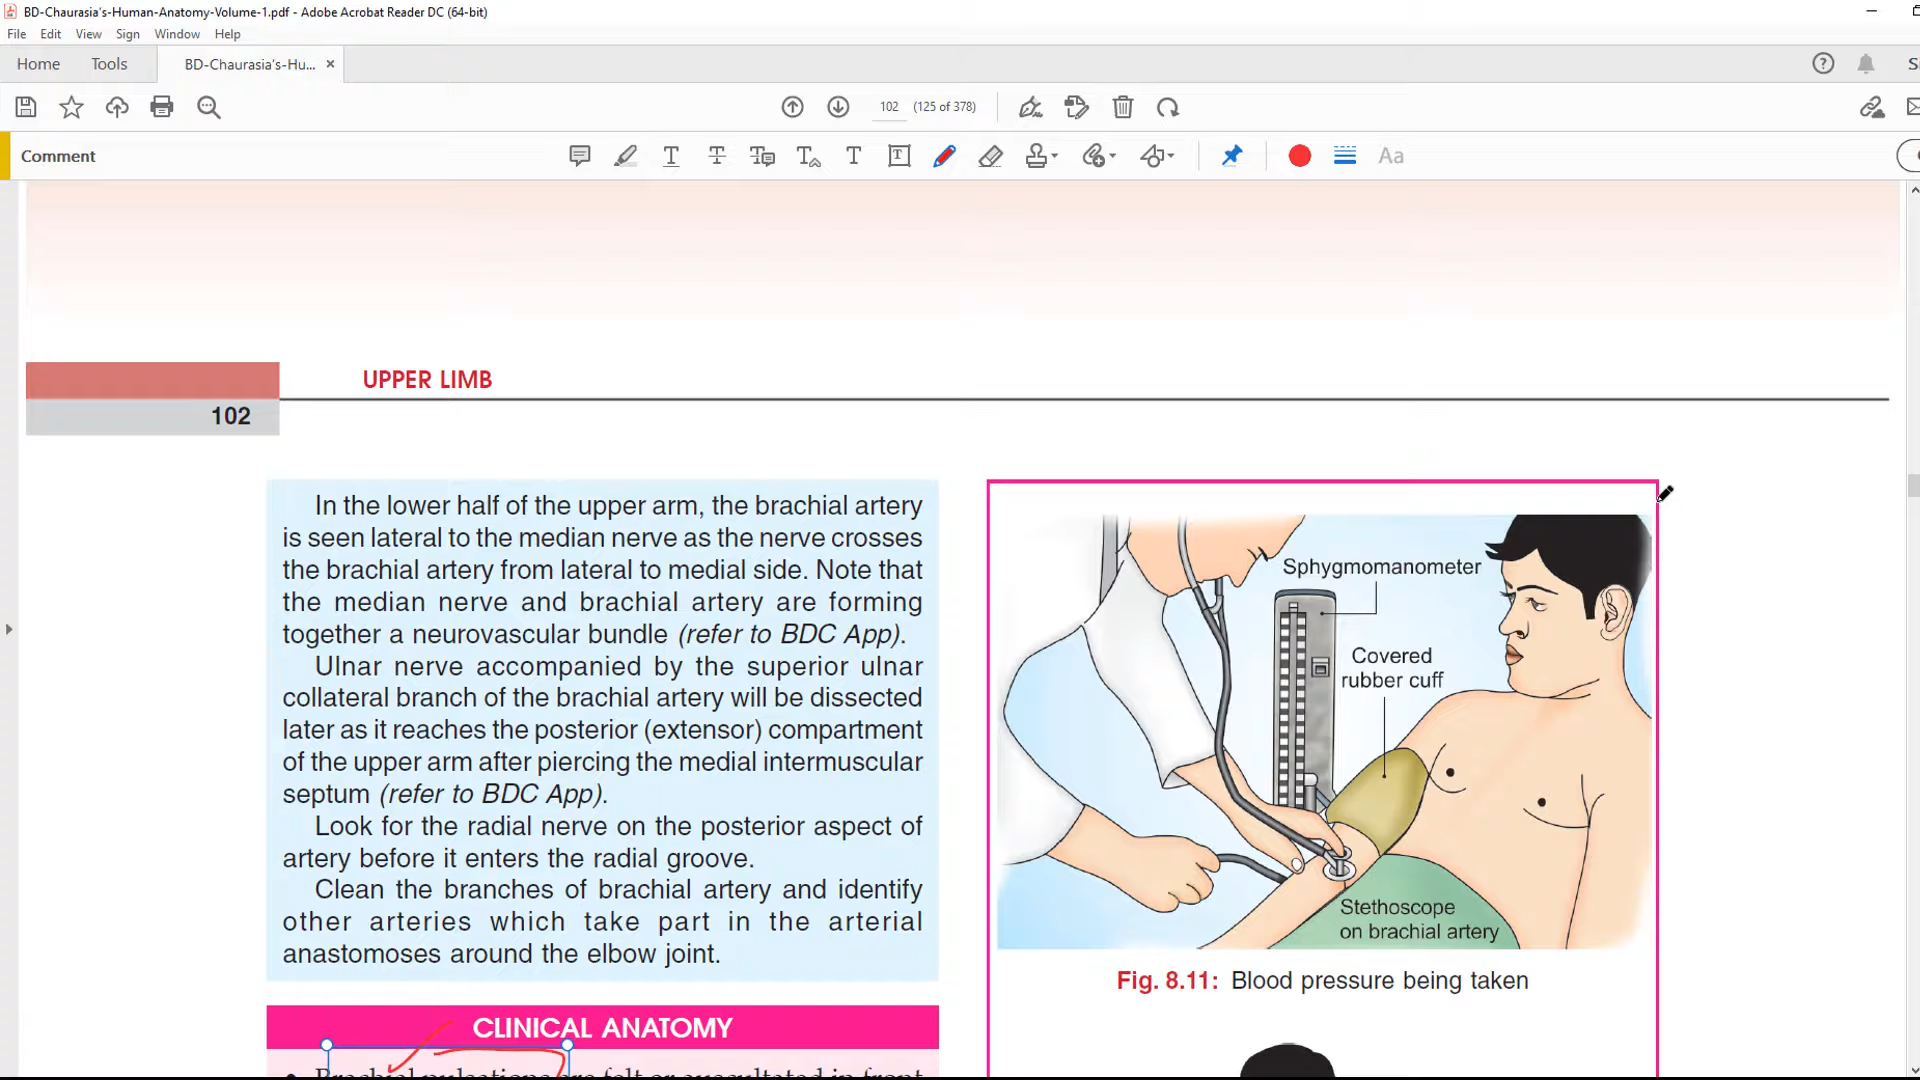 BD-Chaurasia's-Human-Anatomy-Volume-1.pdf - Adobe Acrobat Reader DC (64-bit)
File Edit View Sign Window Help
Home Tools BD-Chaurasia's-Hu... ×
102 (125 of 378)
Comment
Aa
UPPER LIMB
102
In the lower half of the upper arm, the brachial artery
is seen lateral to the median nerve as the nerve crosses
the brachial artery from lateral to medial side. Note that
the median nerve and brachial artery are forming
together a neurovascular bundle (refer to BDC App).
Ulnar nerve accompanied by the superior ulnar
collateral branch of the brachial artery will be dissected
later as it reaches the posterior (extensor) compartment
of the upper arm after piercing the medial intermuscular
septum (refer to BDC App).
Look for the radial nerve on the posterior aspect of
artery before it enters the radial groove.
Clean the branches of brachial artery and identify
other arteries which take part in the arterial
anastomoses around the elbow joint.
CLINICAL ANATOMY
• Brachial pulsations are felt or auscultated in front
Sphygmomanometer
Covered
rubber cuff
Stethoscope
on brachial artery
Fig. 8.11: Blood pressure being taken